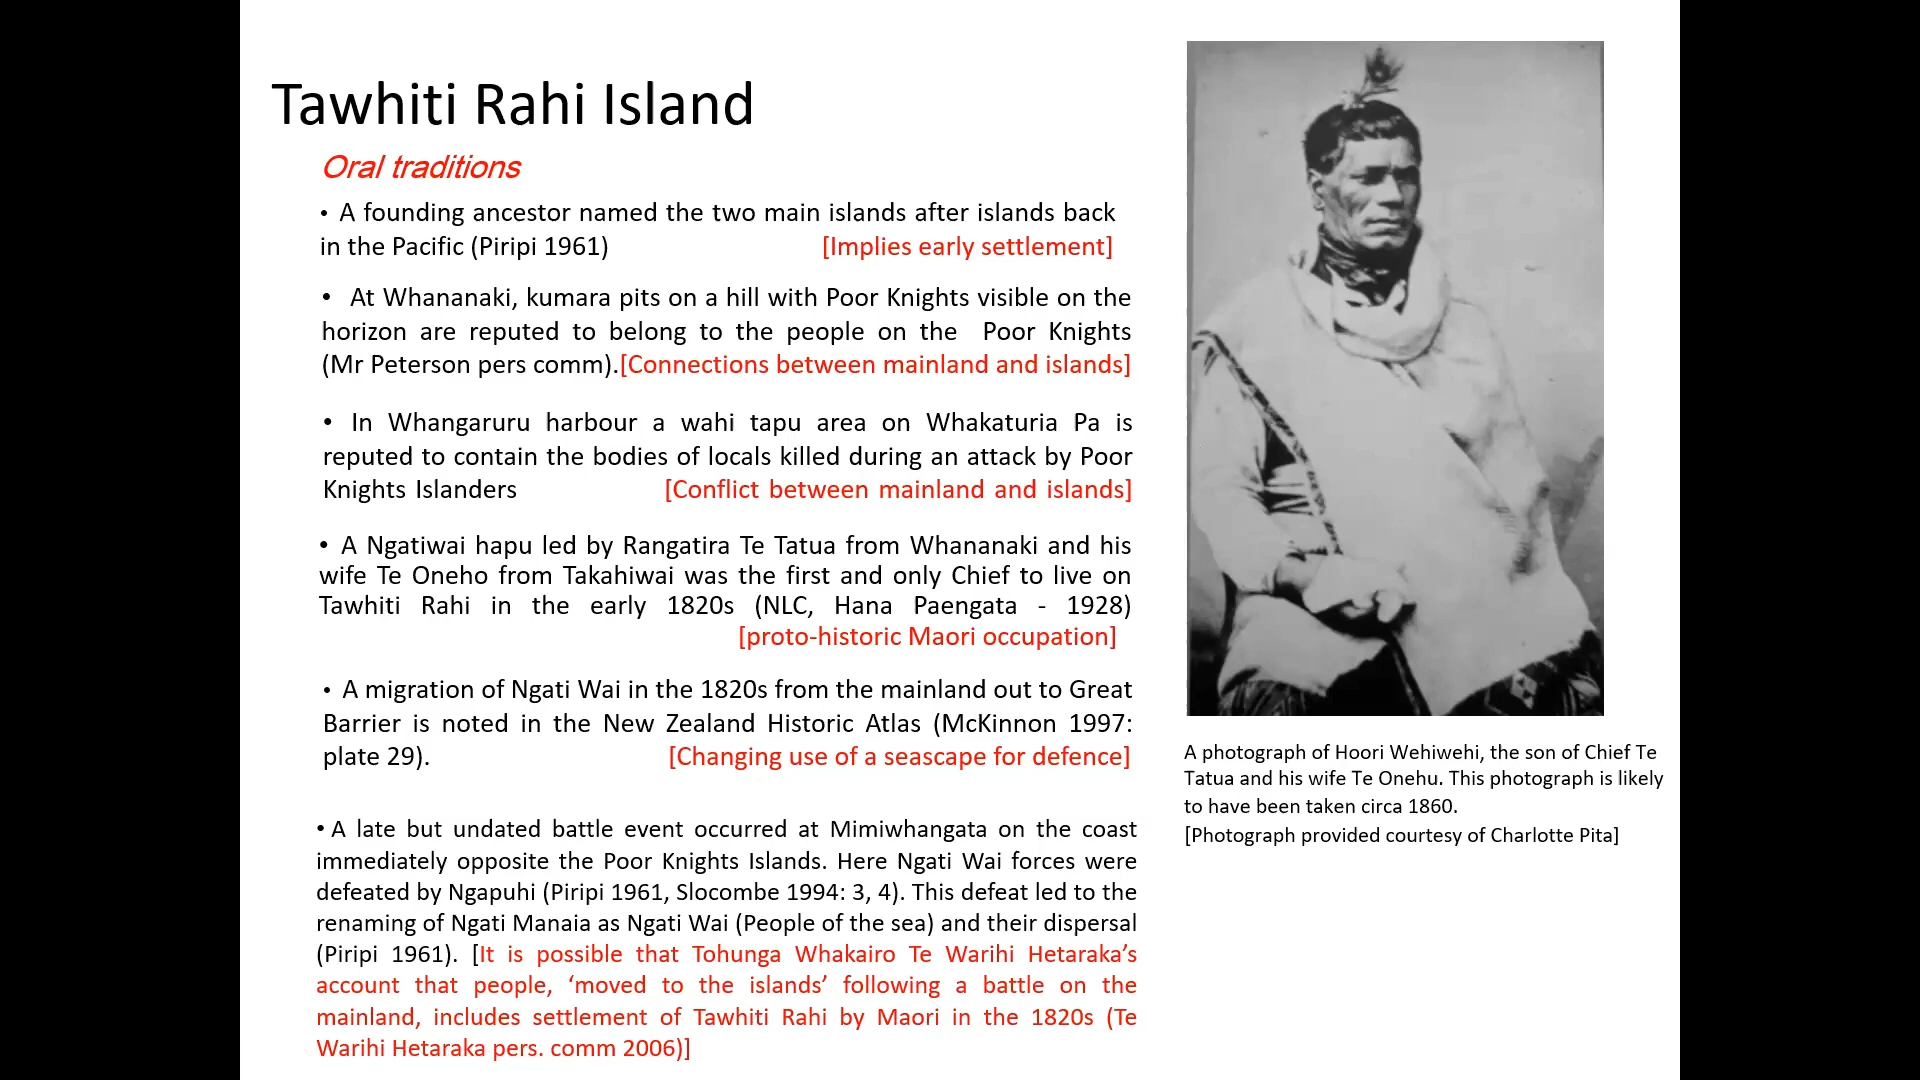 Tawhiti Rahi Island
Oral traditions
• A founding ancestor named the two main islands after islands back
in the Pacific (Piripi 1961) [Implies early settlement]
• At Whananaki, kumara pits on a hill with Poor Knights visible on the
horizon are reputed to belong to the people on the Poor Knights
(Mr Peterson pers comm).[Connections between mainland and islands]
• In Whangaruru harbour a wahi tapu area on Whakaturia Pa is
reputed to contain the bodies of locals killed during an attack by Poor
Knights Islanders [Conflict between mainland and islands]
• A Ngatiwai hapu led by Rangatira Te Tatua from Whananaki and his
wife Te Oneho from Takahiwai was the first and only Chief to live on
Tawhiti Rahi in the early 1820s (NLC, Hana Paengata - 1928)
[proto-historic Maori occupation]
• A migration of Ngati Wai in the 1820s from the mainland out to Great
Barrier is noted in the New Zealand Historic Atlas (McKinnon 1997:
plate 29). [Changing use of a seascape for defence]
• A late but undated battle event occurred at Mimiwhangata on the coast
immediately opposite the Poor Knights Islands. Here Ngati Wai forces were
defeated by Ngapuhi (Piripi 1961, Slocombe 1994: 3, 4). This defeat led to the
renaming of Ngati Manaia as Ngati Wai (People of the sea) and their dispersal
(Piripi 1961). [It is possible that Tohunga Whakairo Te Warihi Hetaraka’s
account that people, ‘moved to the islands’ following a battle on the
mainland, includes settlement of Tawhiti Rahi by Maori in the 1820s (Te
Warihi Hetaraka pers. comm 2006)]
A photograph of Hoori Wehiwehi, the son of Chief Te
Tatua and his wife Te Onehu. This photograph is likely
to have been taken circa 1860.
[Photograph provided courtesy of Charlotte Pita]